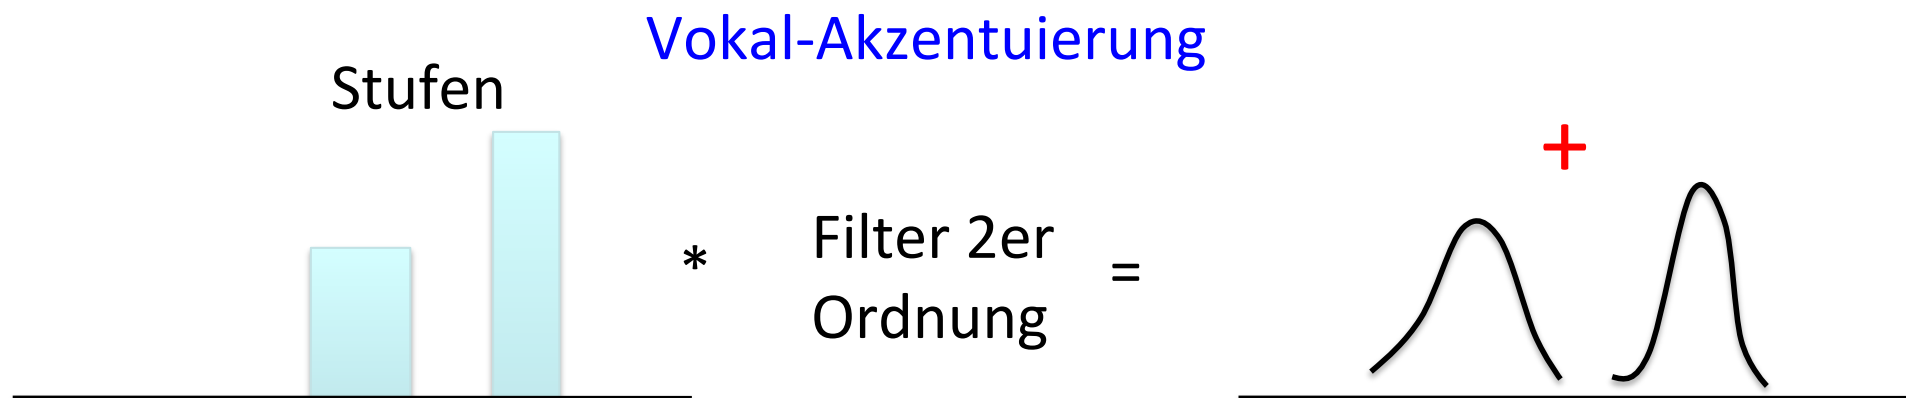 Vokal-Akzentuierung
Stufen
+
* Filter 2er =
Ordnung